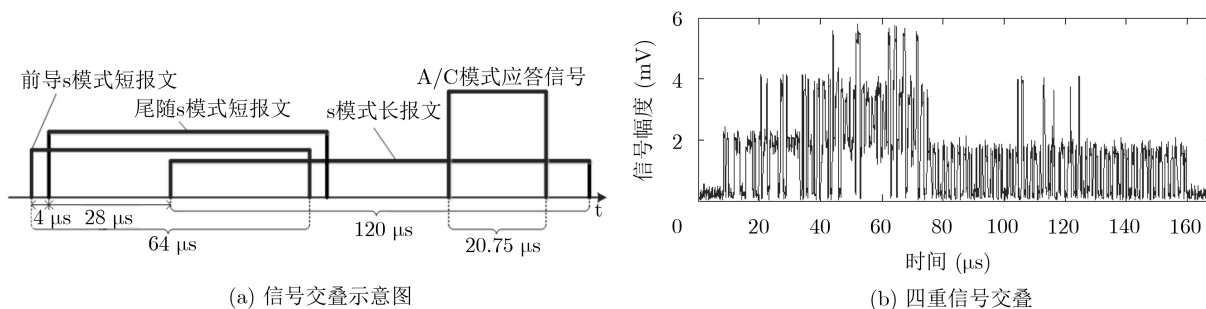 前导s模式短报文
尾随s模式短报文
s模式长报文
A/C模式应答信号
t
4 μs
28 μs
64 μs
120 μs
20.75 μs
(a) 信号交叠示意图
6
4
2
0
信号幅度 (mV)
20
40
60
80
100
120
140
160
时间 (μs)
(b) 四重信号交叠